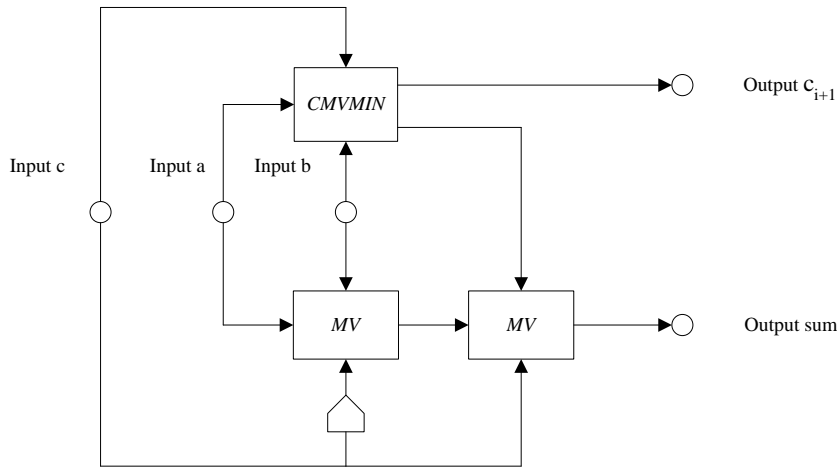 Output c_{i+1}
CMVMIN
Input c
Input a
Input b
MV
MV
Output sum